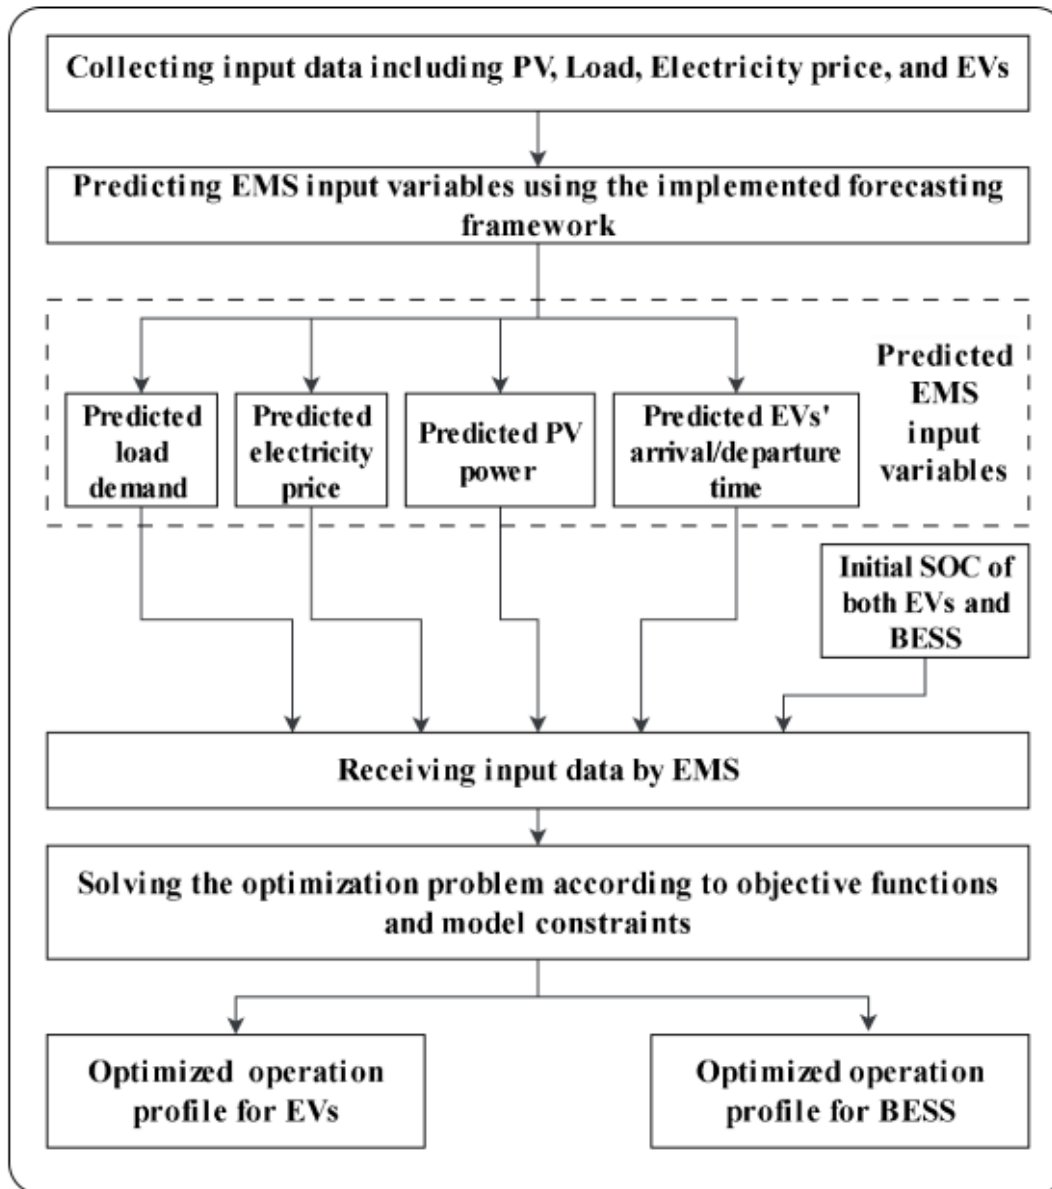 Collecting input data including PV, Load, Electricity price, and EVs
Predicting EMS input variables using the implemented forecasting
framework
Predicted
EMS
input
variables
Predicted
load
demand
Predicted
electricity
price
Predicted PV
power
Predicted EVs'
arrival/departure
time
Initial SOC of
both EVs and
BESS
Receiving input data by EMS
Solving the optimization problem according to objective functions
and model constraints
Optimized operation
profile for EVs
Optimized operation
profile for BESS